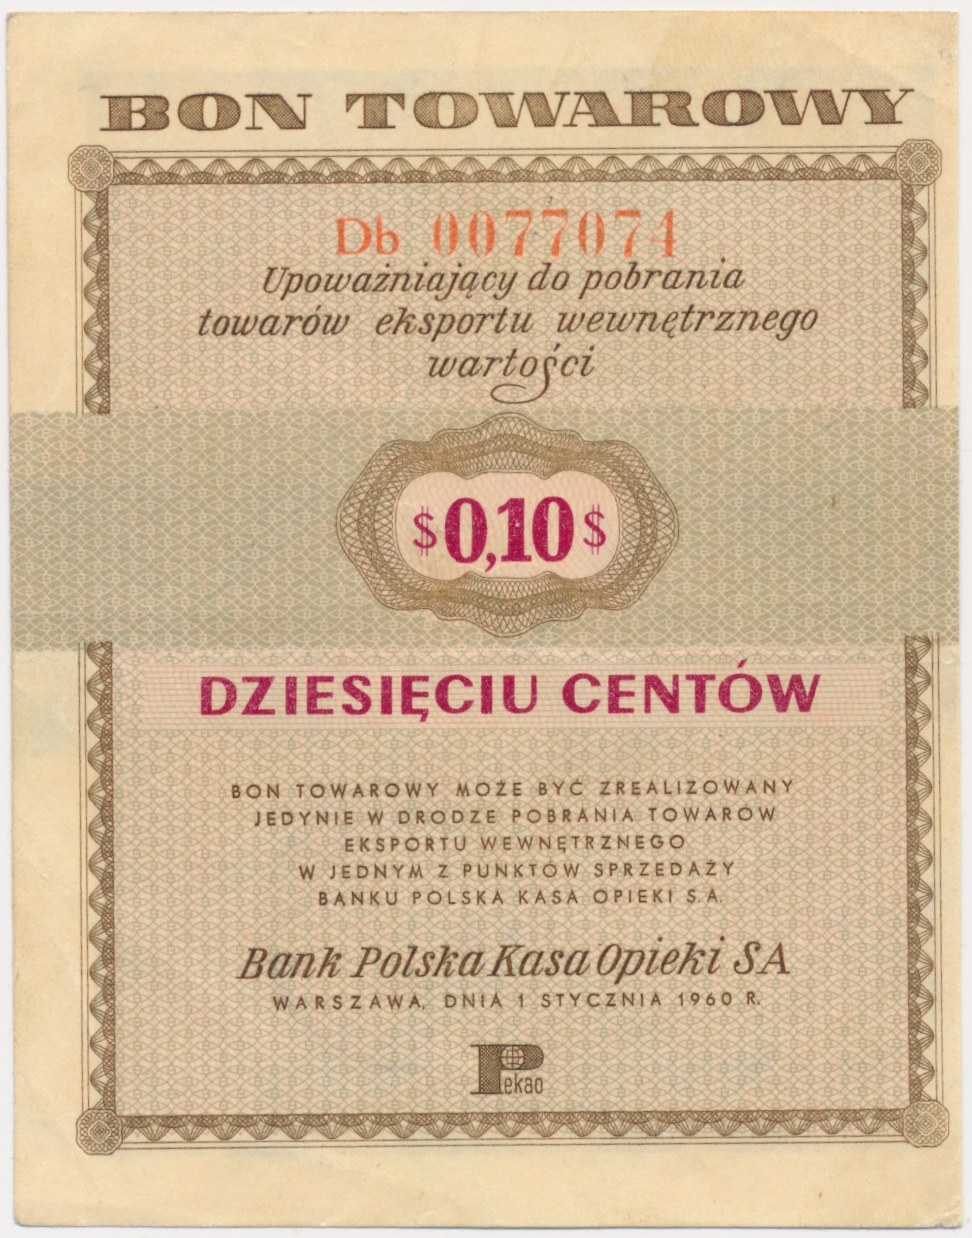 BON TOWAROWY
Db 0077074
Upoważniający do pobrania
towarów eksportu wewnętrznego
wartości
$0,10$
DZIESIĘCIU CENTÓW
BON TOWAROWY MOŻE BYĆ ZREALIZOWANY
JEDYNIE W DRODZE POBRANIA TOWARÓW
EKSPORTU WEWNĘTRZNEGO
W JEDNYM Z PUNKTÓW SPRZEDAŻY
BANKU POLSKA KASA OPIEKI S.A.
Bank Polska Kasa Opieki SA
WARSZAWA, DNIA 1 STYCZNIA 1960 R.
Pekao